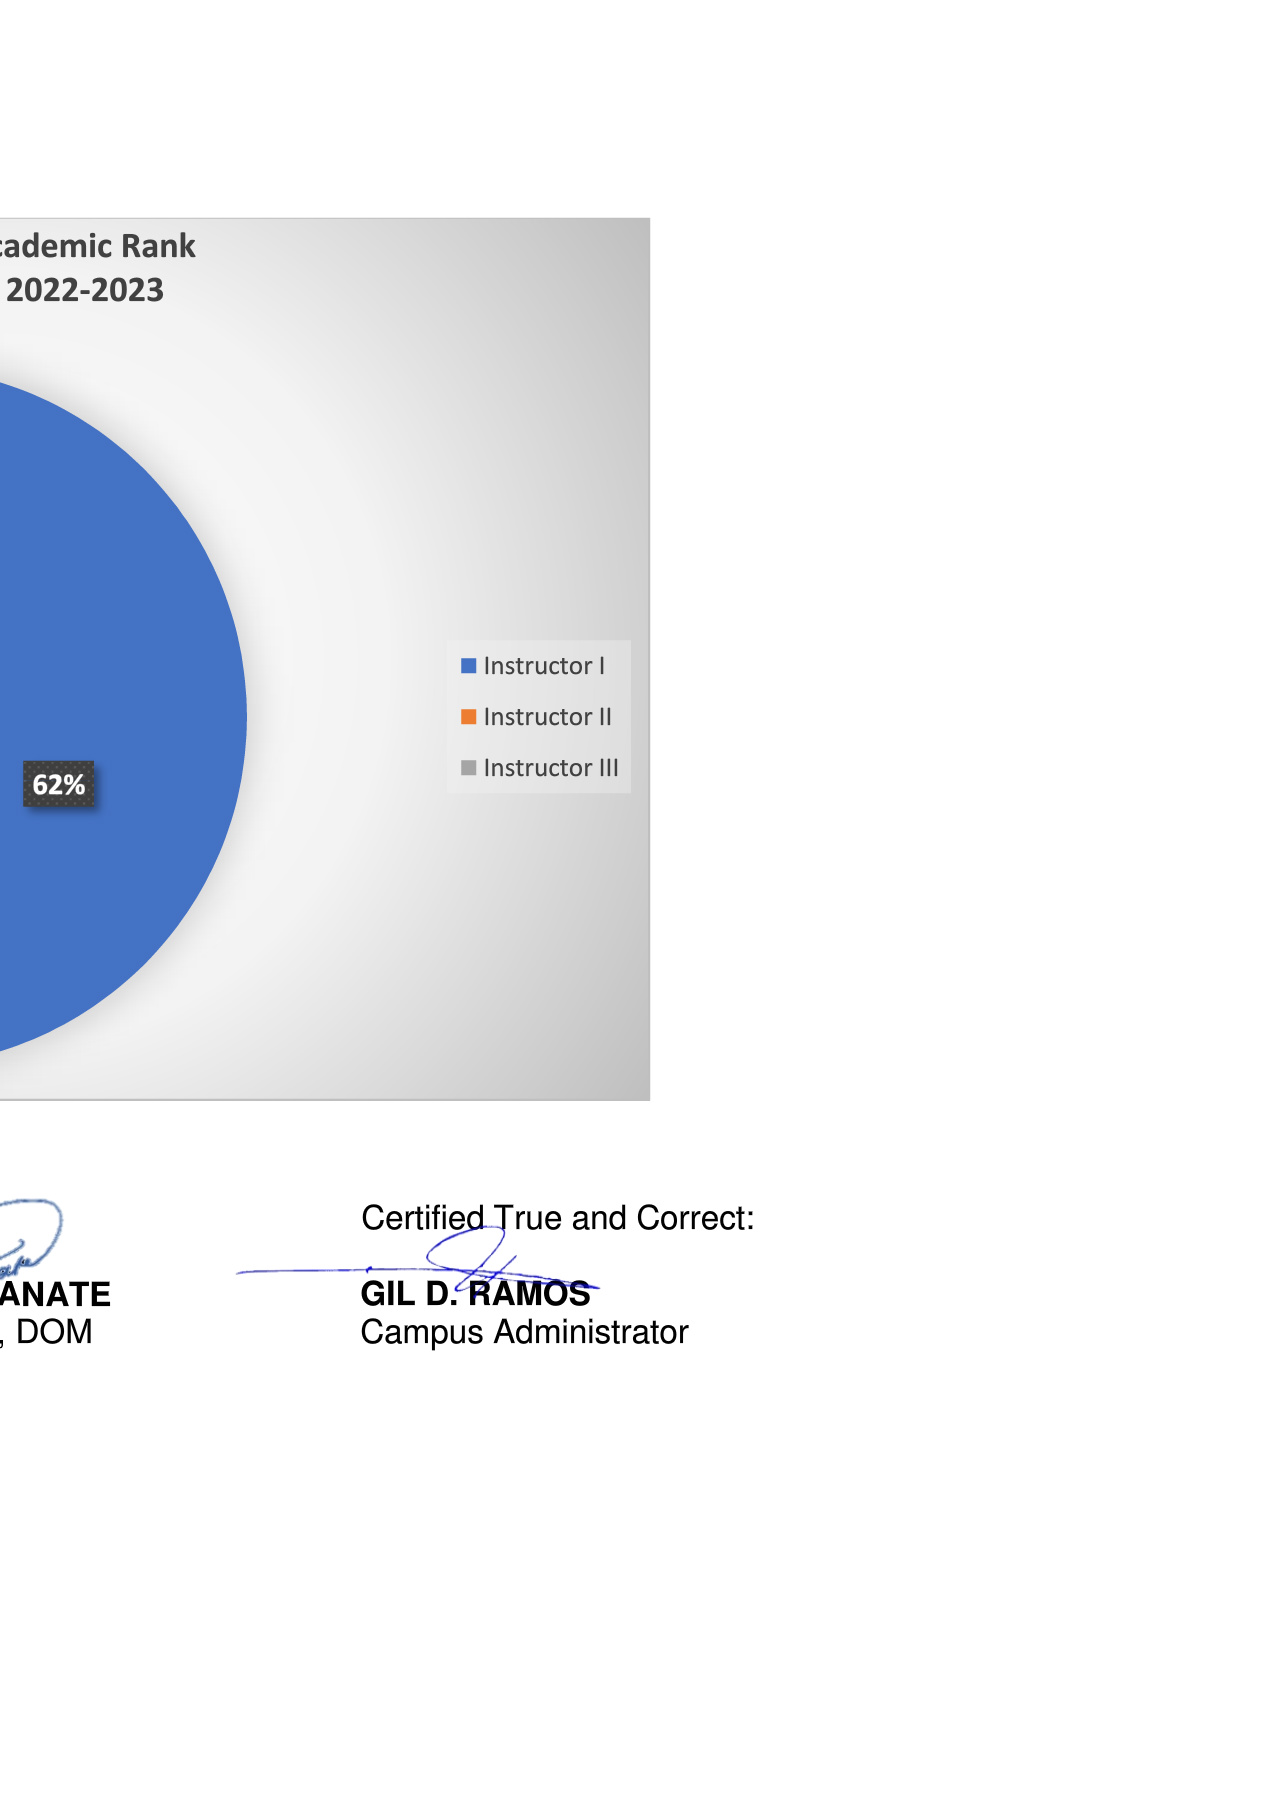 cademic Rank
2022-2023
Instructor I
Instructor II
Instructor III
62%
Certified True and Correct:
ANATE
GIL D. RAMOS
, DOM
Campus Administrator